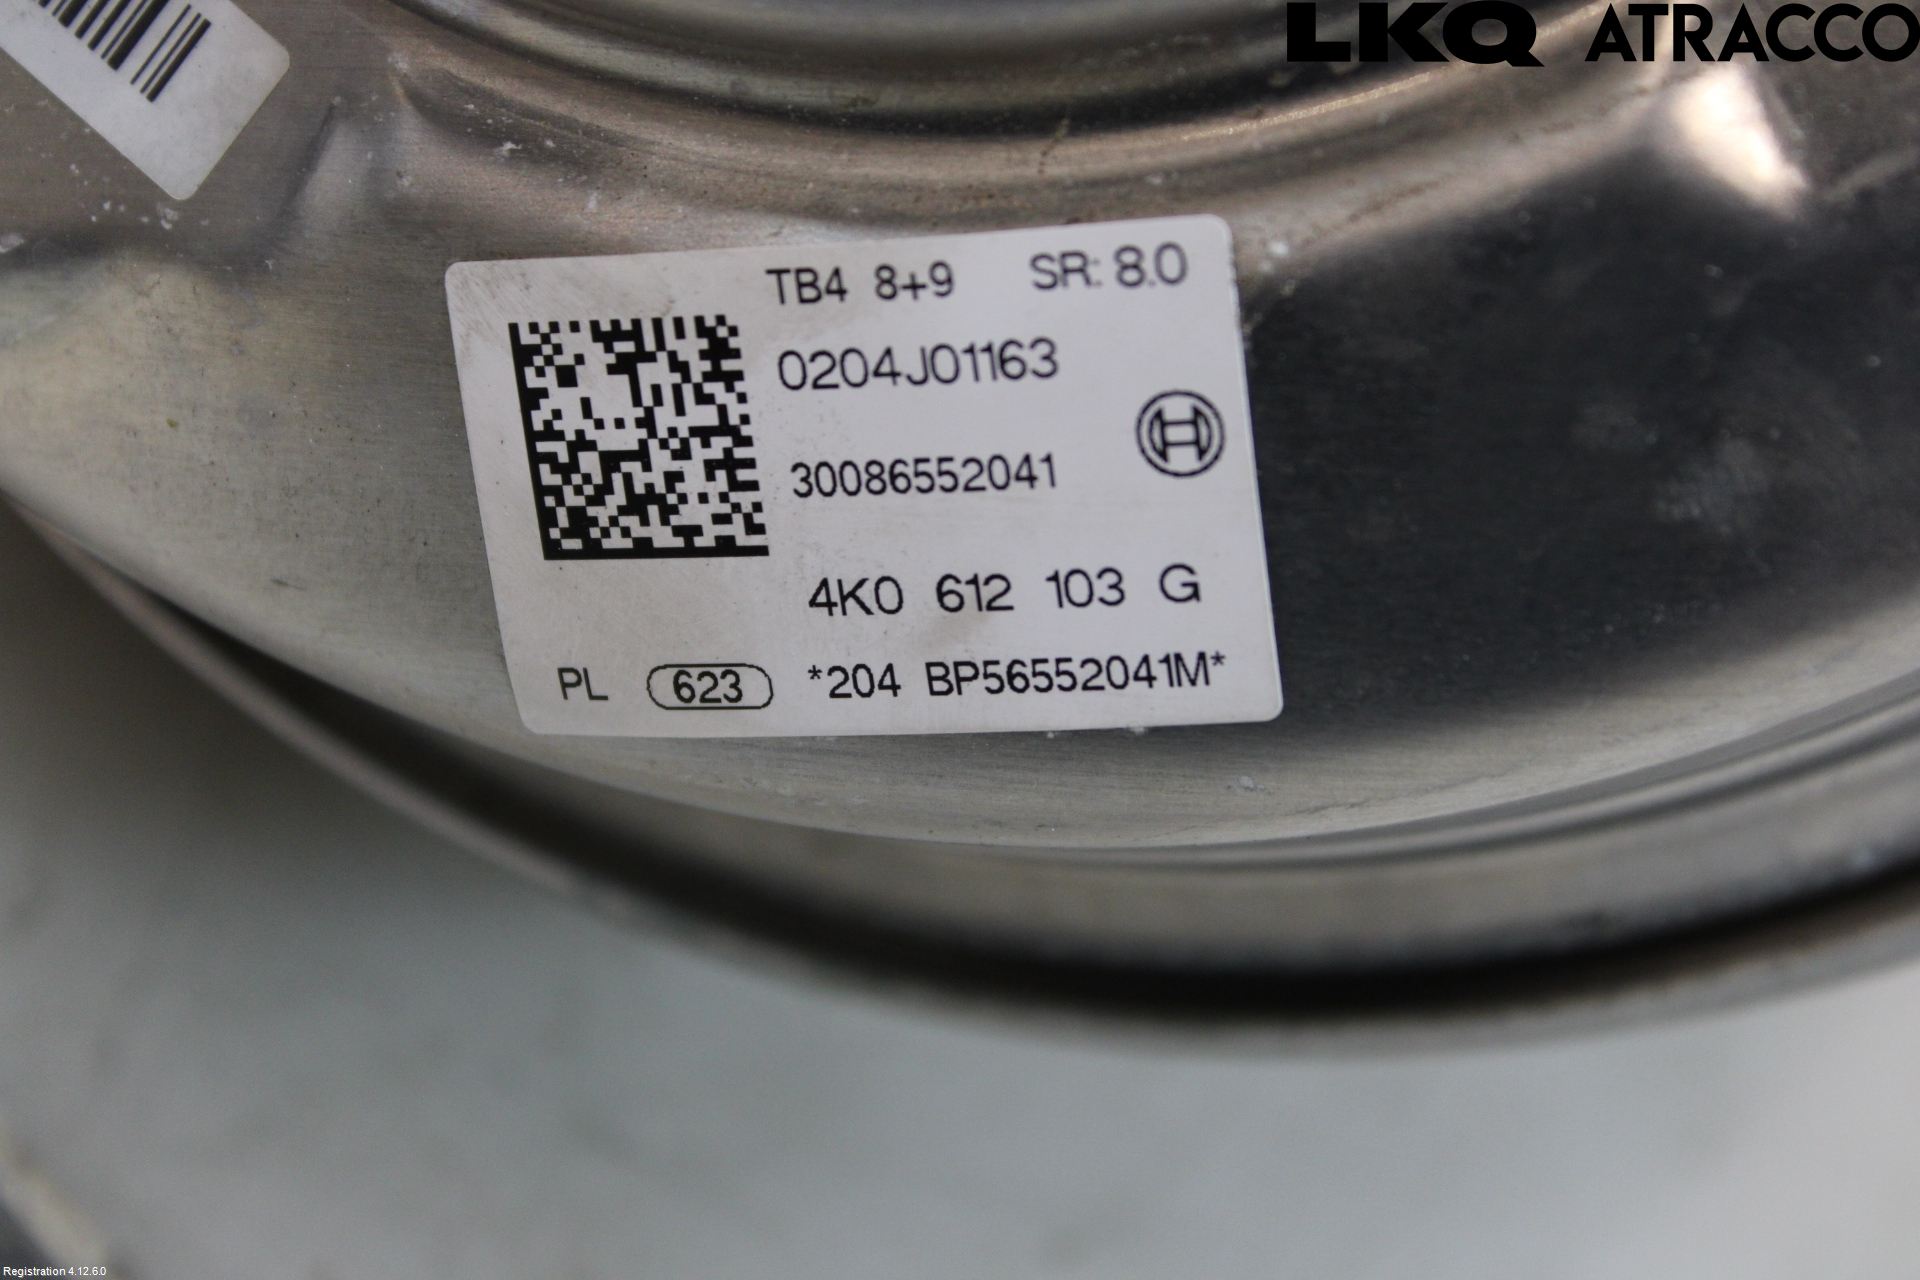 LKQ ATRACCO
TB4 8+9 SR: 8.0
0204J01163
30086552041
4K0 612 103 G
PL 623 *204 BP56552041M*
Registration 4.12.6.0